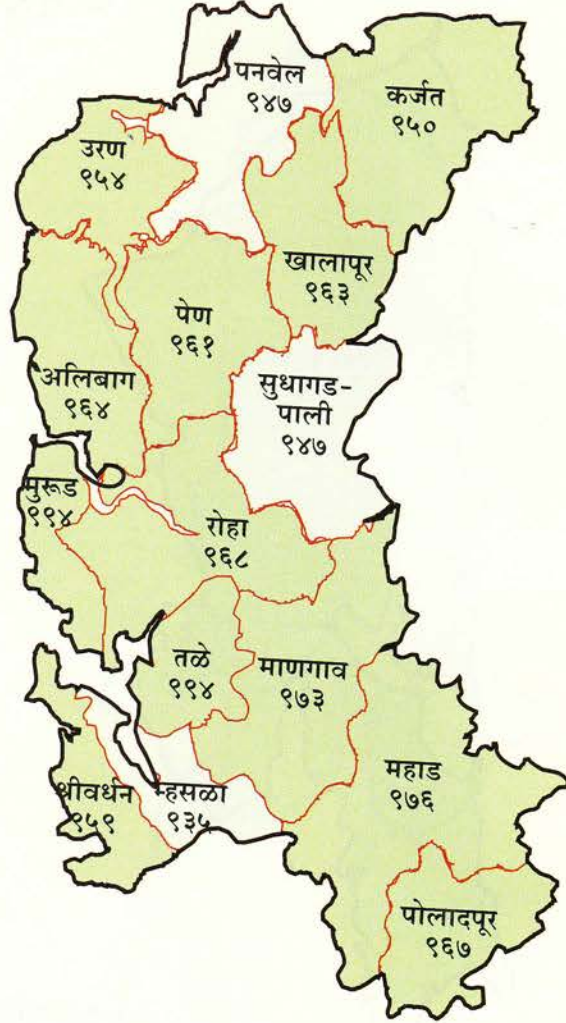 पनवेल
९४७
कर्जत
९५०
उरण
९५४
खालापूर
९६३
पेण
९६१
सुधागड-
पाली
९४७
अलिबाग
९६४
मुरूड
९९४
रोहा
९६८
तळे
९९४
माणगाव
९७३
महाड
९७६
श्रीवर्धन
९५९
म्हसळा
९३५
पोलादपूर
९६७